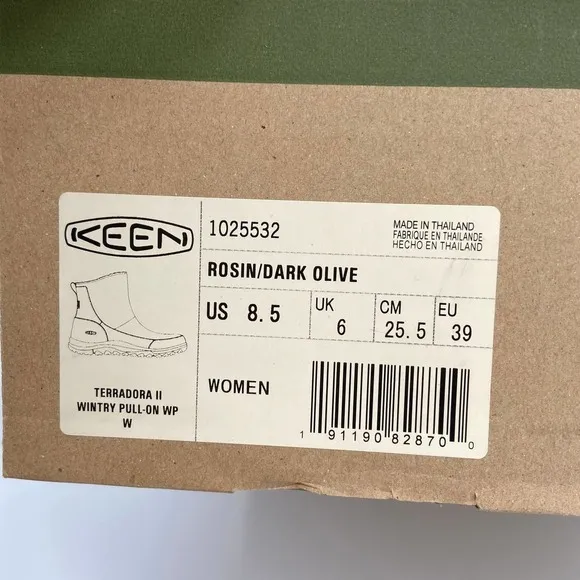 KEEN
1025532
MADE IN THAILAND
FABRIQUE EN THAILANDE
HECHO EN THAILAND
ROSIN/DARK OLIVE
US 8.5
UK 6
CM 25.5
EU 39
TERRADORA II
WINTRY PULL-ON WP
W
WOMEN
1 91190 82870 0